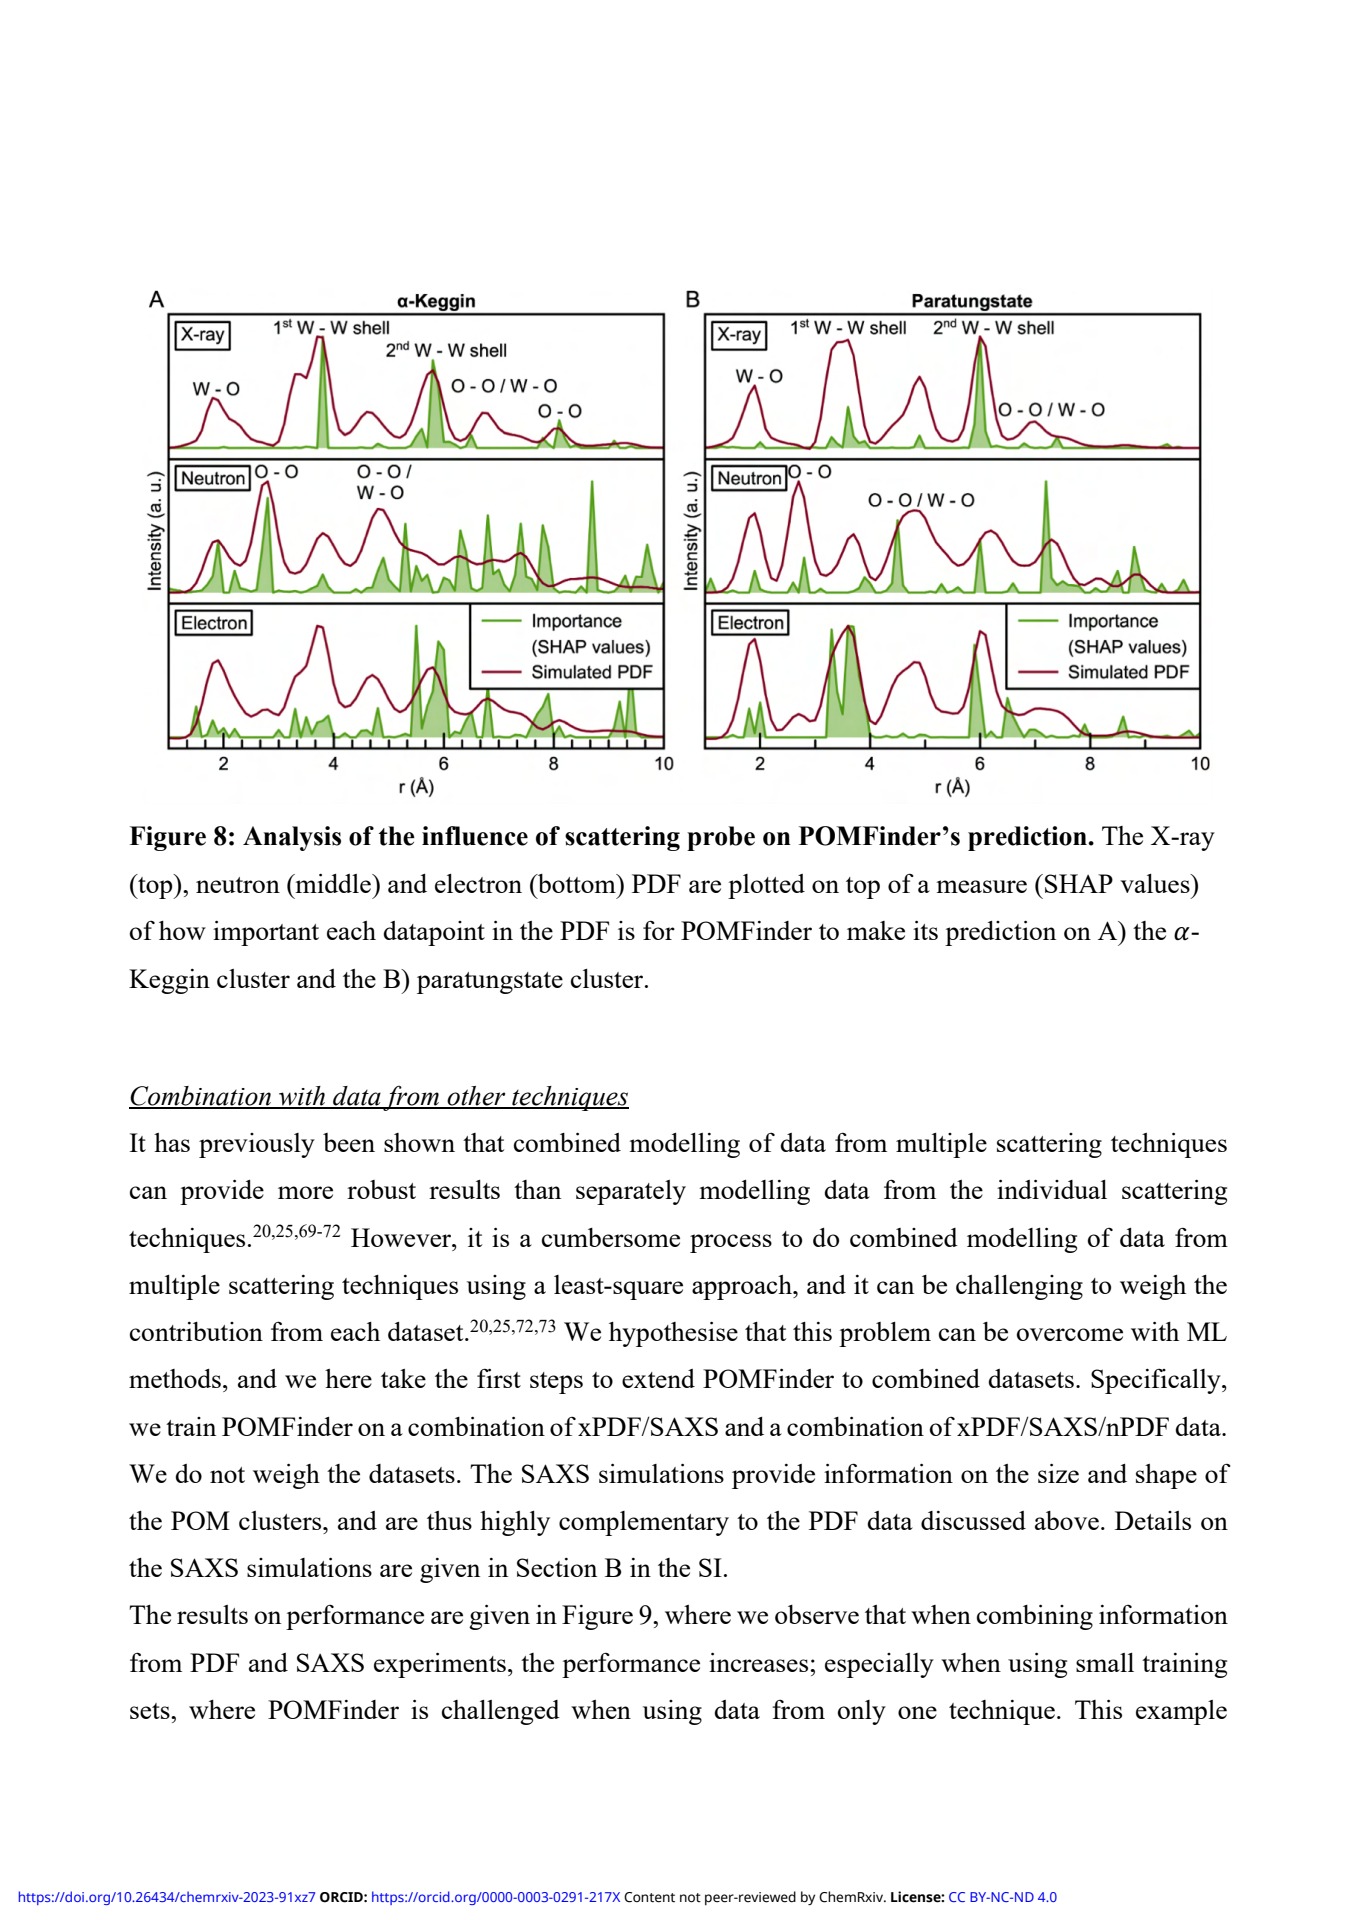 A
α-Keggin
X-ray
1st W - W shell
2nd W - W shell
W - O
O - O / W - O
O - O
Neutron
O - O
O - O /
W - O
Electron
Importance
(SHAP values)
Simulated PDF
Intensity (a. u.)
2 4 6 8 10
r (Å)
B
Paratungstate
X-ray
1st W - W shell 2nd W - W shell
W - O
O - O / W - O
Neutron
O - O
O - O / W - O
Electron
Importance
(SHAP values)
Simulated PDF
Intensity (a. u.)
2 4 6 8 10
r (Å)
Figure 8: Analysis of the influence of scattering probe on POMFinder’s prediction. The X-ray
(top), neutron (middle) and electron (bottom) PDF are plotted on top of a measure (SHAP values)
of how important each datapoint in the PDF is for POMFinder to make its prediction on A) the α-
Keggin cluster and the B) paratungstate cluster.
Combination with data from other techniques
It has previously been shown that combined modelling of data from multiple scattering techniques
can provide more robust results than separately modelling data from the individual scattering
techniques.20,25,69-72 However, it is a cumbersome process to do combined modelling of data from
multiple scattering techniques using a least-square approach, and it can be challenging to weigh the
contribution from each dataset.20,25,72,73 We hypothesise that this problem can be overcome with ML
methods, and we here take the first steps to extend POMFinder to combined datasets. Specifically,
we train POMFinder on a combination of xPDF/SAXS and a combination of xPDF/SAXS/nPDF data.
We do not weigh the datasets. The SAXS simulations provide information on the size and shape of
the POM clusters, and are thus highly complementary to the PDF data discussed above. Details on
the SAXS simulations are given in Section B in the SI.
The results on performance are given in Figure 9, where we observe that when combining information
from PDF and SAXS experiments, the performance increases; especially when using small training
sets, where POMFinder is challenged when using data from only one technique. This example
https://doi.org/10.26434/chemrxiv-2023-91xz7 ORCID: https://orcid.org/0000-0003-0291-217X Content not peer-reviewed by ChemRxiv. License: CC BY-NC-ND 4.0